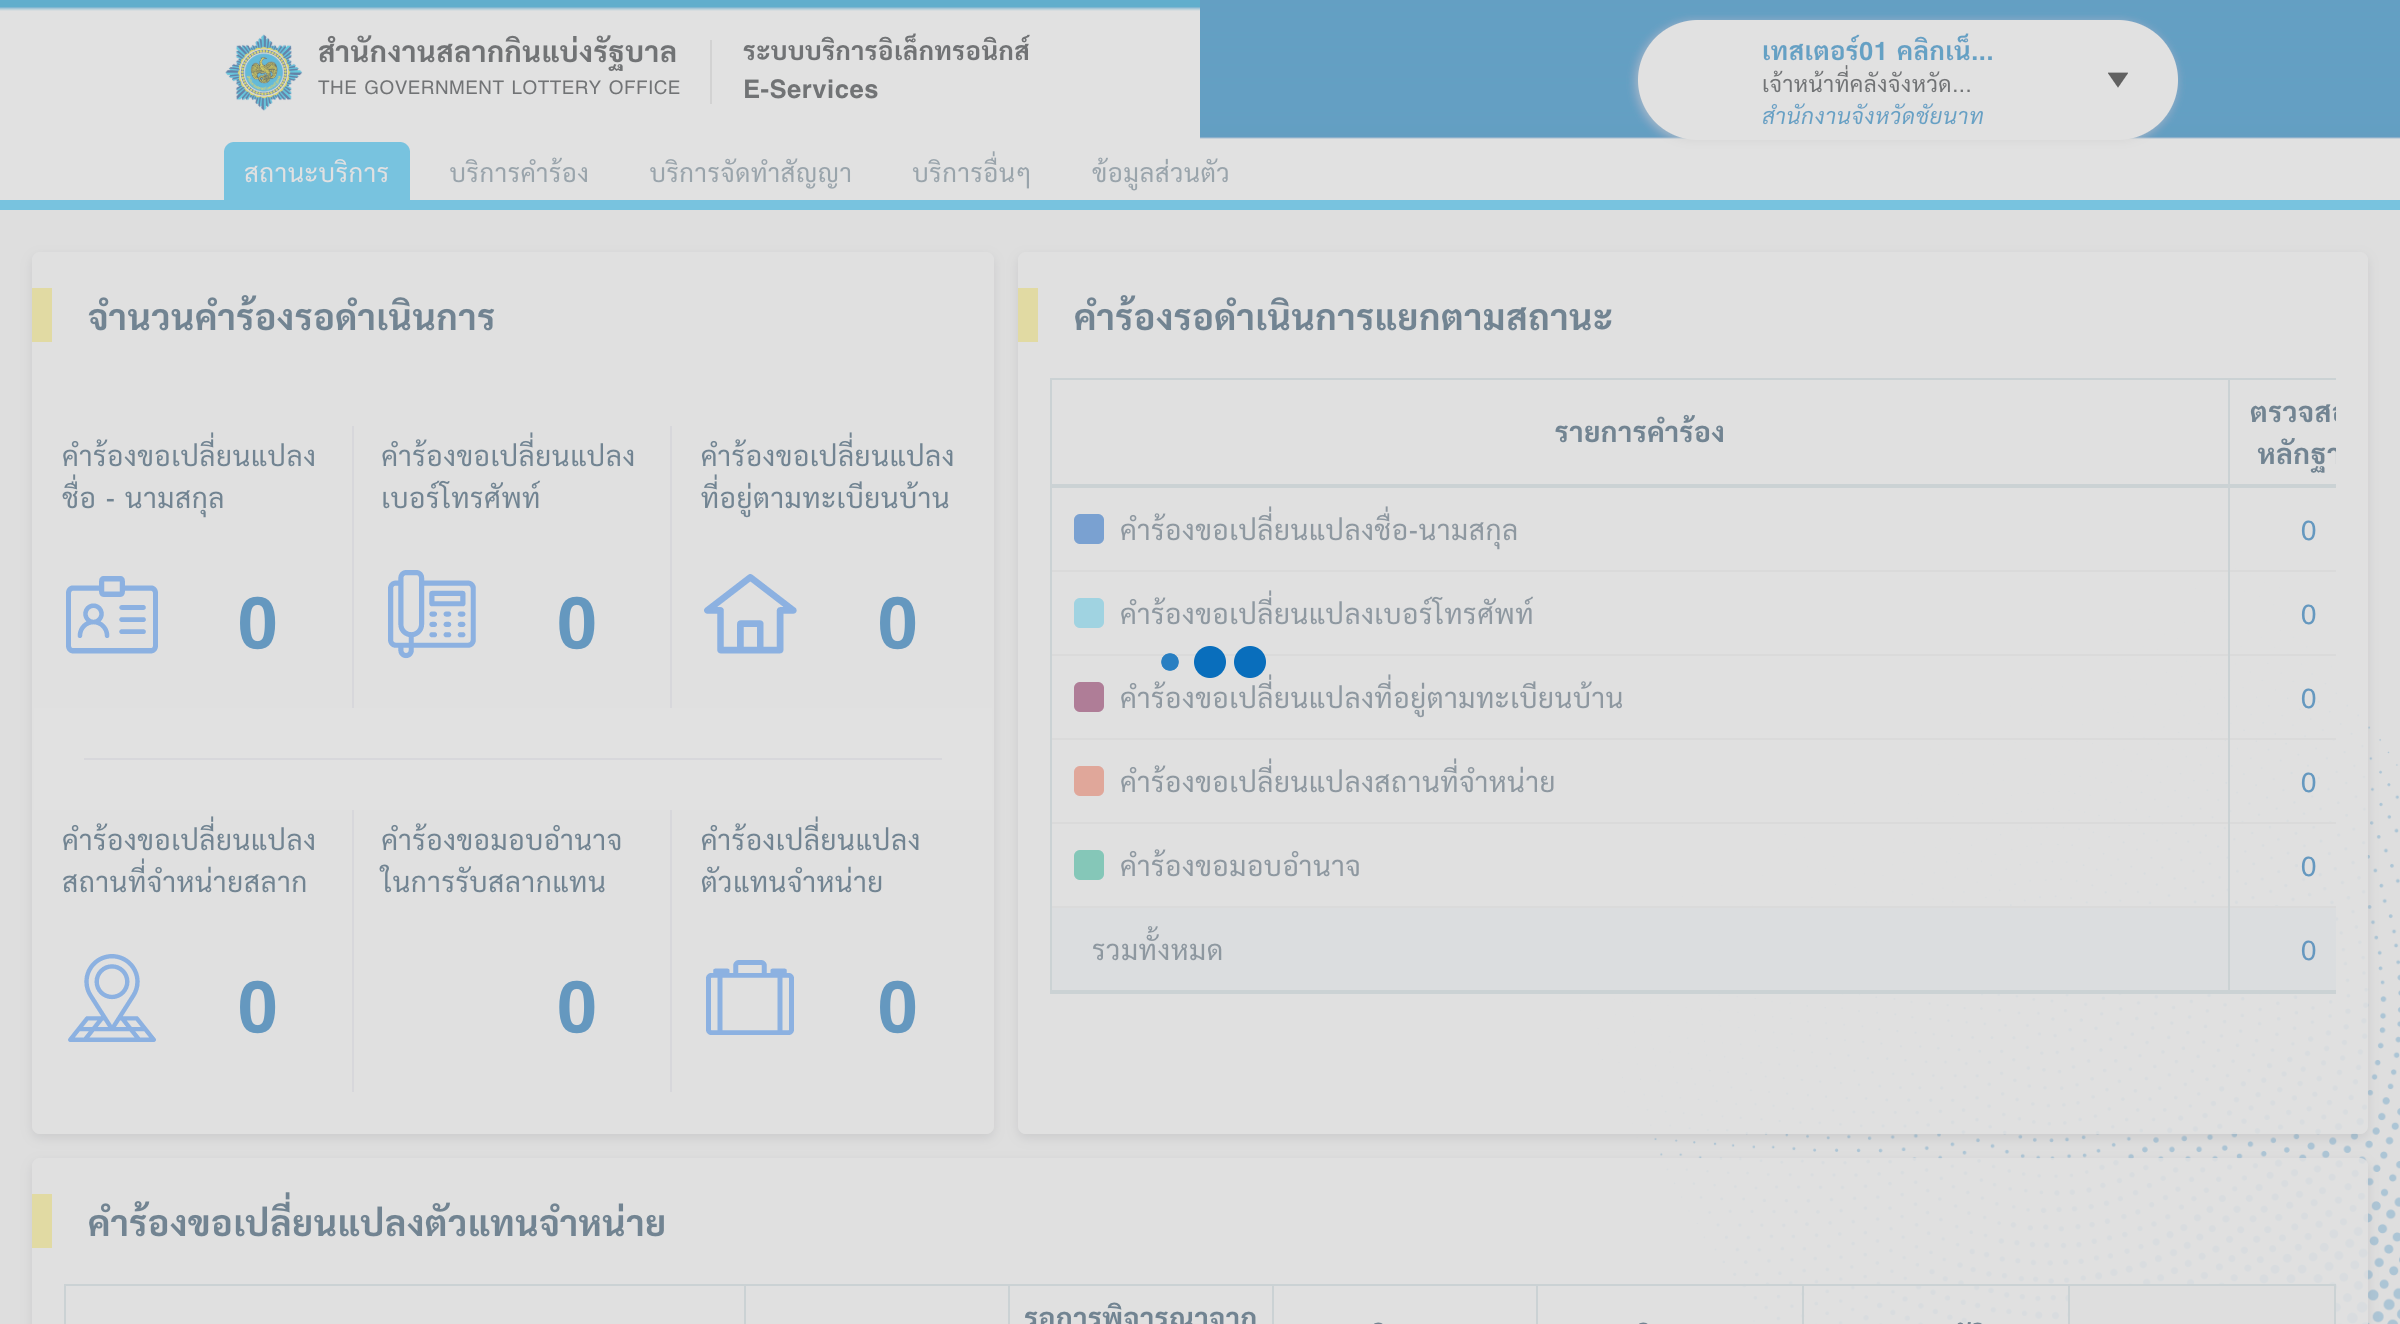 สำนักงานสลากกินแบ่งรัฐบาล
THE GOVERNMENT LOTTERY OFFICE
ระบบบริการอิเล็กทรอนิกส์
E-Services
เทสเตอร์01 คลิกเน็...
เจ้าหน้าที่คลังจังหวัด...
สำนักงานจังหวัดชัยนาท
สถานะบริการ บริการคำร้อง บริการจัดทำสัญญา บริการอื่นๆ ข้อมูลส่วนตัว
จำนวนคำร้องรอดำเนินการ
คำร้องขอเปลี่ยนแปลง
ชื่อ - นามสกุล
0
คำร้องขอเปลี่ยนแปลง
เบอร์โทรศัพท์
0
คำร้องขอเปลี่ยนแปลง
ที่อยู่ตามทะเบียนบ้าน
0
คำร้องขอเปลี่ยนแปลง
สถานที่จำหน่ายสลาก
0
คำร้องขอมอบอำนาจ
ในการรับสลากแทน
0
คำร้องเปลี่ยนแปลง
ตัวแทนจำหน่าย
0
คำร้องรอดำเนินการแยกตามสถานะ
รายการคำร้อง
คำร้องขอเปลี่ยนแปลงชื่อ-นามสกุล 0
คำร้องขอเปลี่ยนแปลงเบอร์โทรศัพท์ 0
คำร้องขอเปลี่ยนแปลงที่อยู่ตามทะเบียนบ้าน 0
คำร้องขอเปลี่ยนแปลงสถานที่จำหน่าย 0
คำร้องขอมอบอำนาจ 0
รวมทั้งหมด 0
คำร้องขอเปลี่ยนแปลงตัวแทนจำหน่าย
รอการพิจารณาจาก